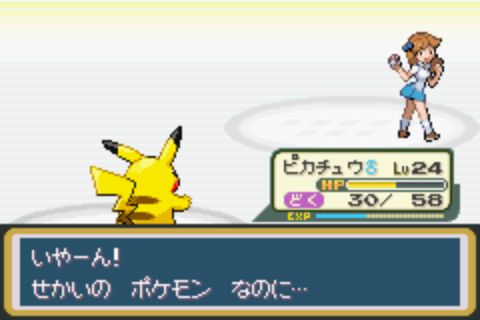 ピカチュウ♂ Lv24
HP
どく 30/ 58
EXP
いやーん!
せかいの ポケモン なのに…